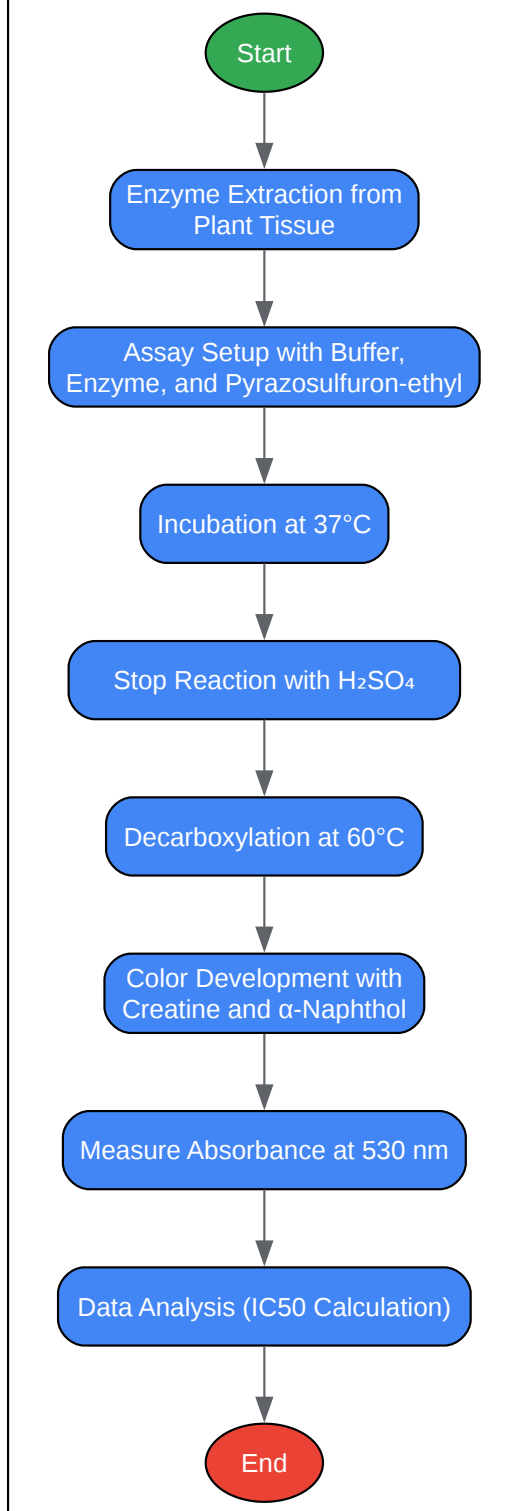 Start
Enzyme Extraction from
Plant Tissue
Assay Setup with Buffer,
Enzyme, and Pyrazosulfuron-ethyl
Incubation at 37°C
Stop Reaction with H₂SO₄
Decarboxylation at 60°C
Color Development with
Creatine and α-Naphthol
Measure Absorbance at 530 nm
Data Analysis (IC50 Calculation)
End